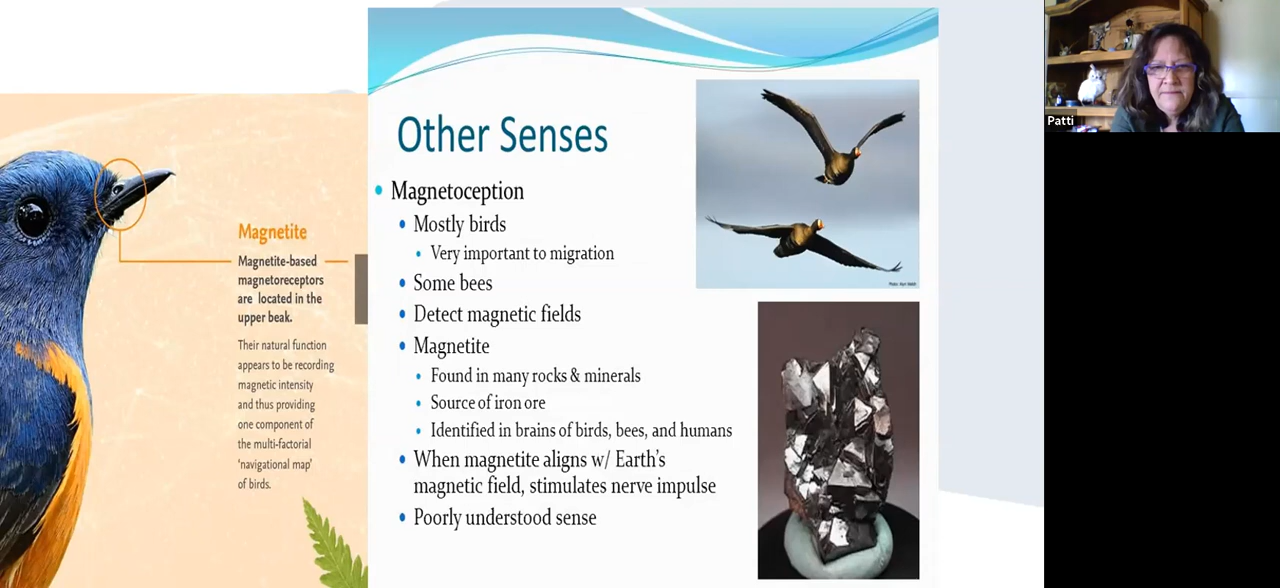 Other Senses
Magnetoception
Mostly birds
Very important to migration
Some bees
Detect magnetic fields
Magnetite
Found in many rocks & minerals
Source of iron ore
Identified in brains of birds, bees, and humans
When magnetite aligns w/ Earth's
magnetic field, stimulates nerve impulse
Poorly understood sense
Magnetite
Magnetite-based
magnetoreceptors
are located in the
upper beak.
Their natural function
appears to be recording
magnetic intensity
and thus providing
one component of
the multi-factorial
'navigational map'
of birds.
Patti